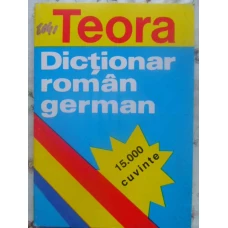 Teora
Dicționar
român
german
15.000
cuvinte